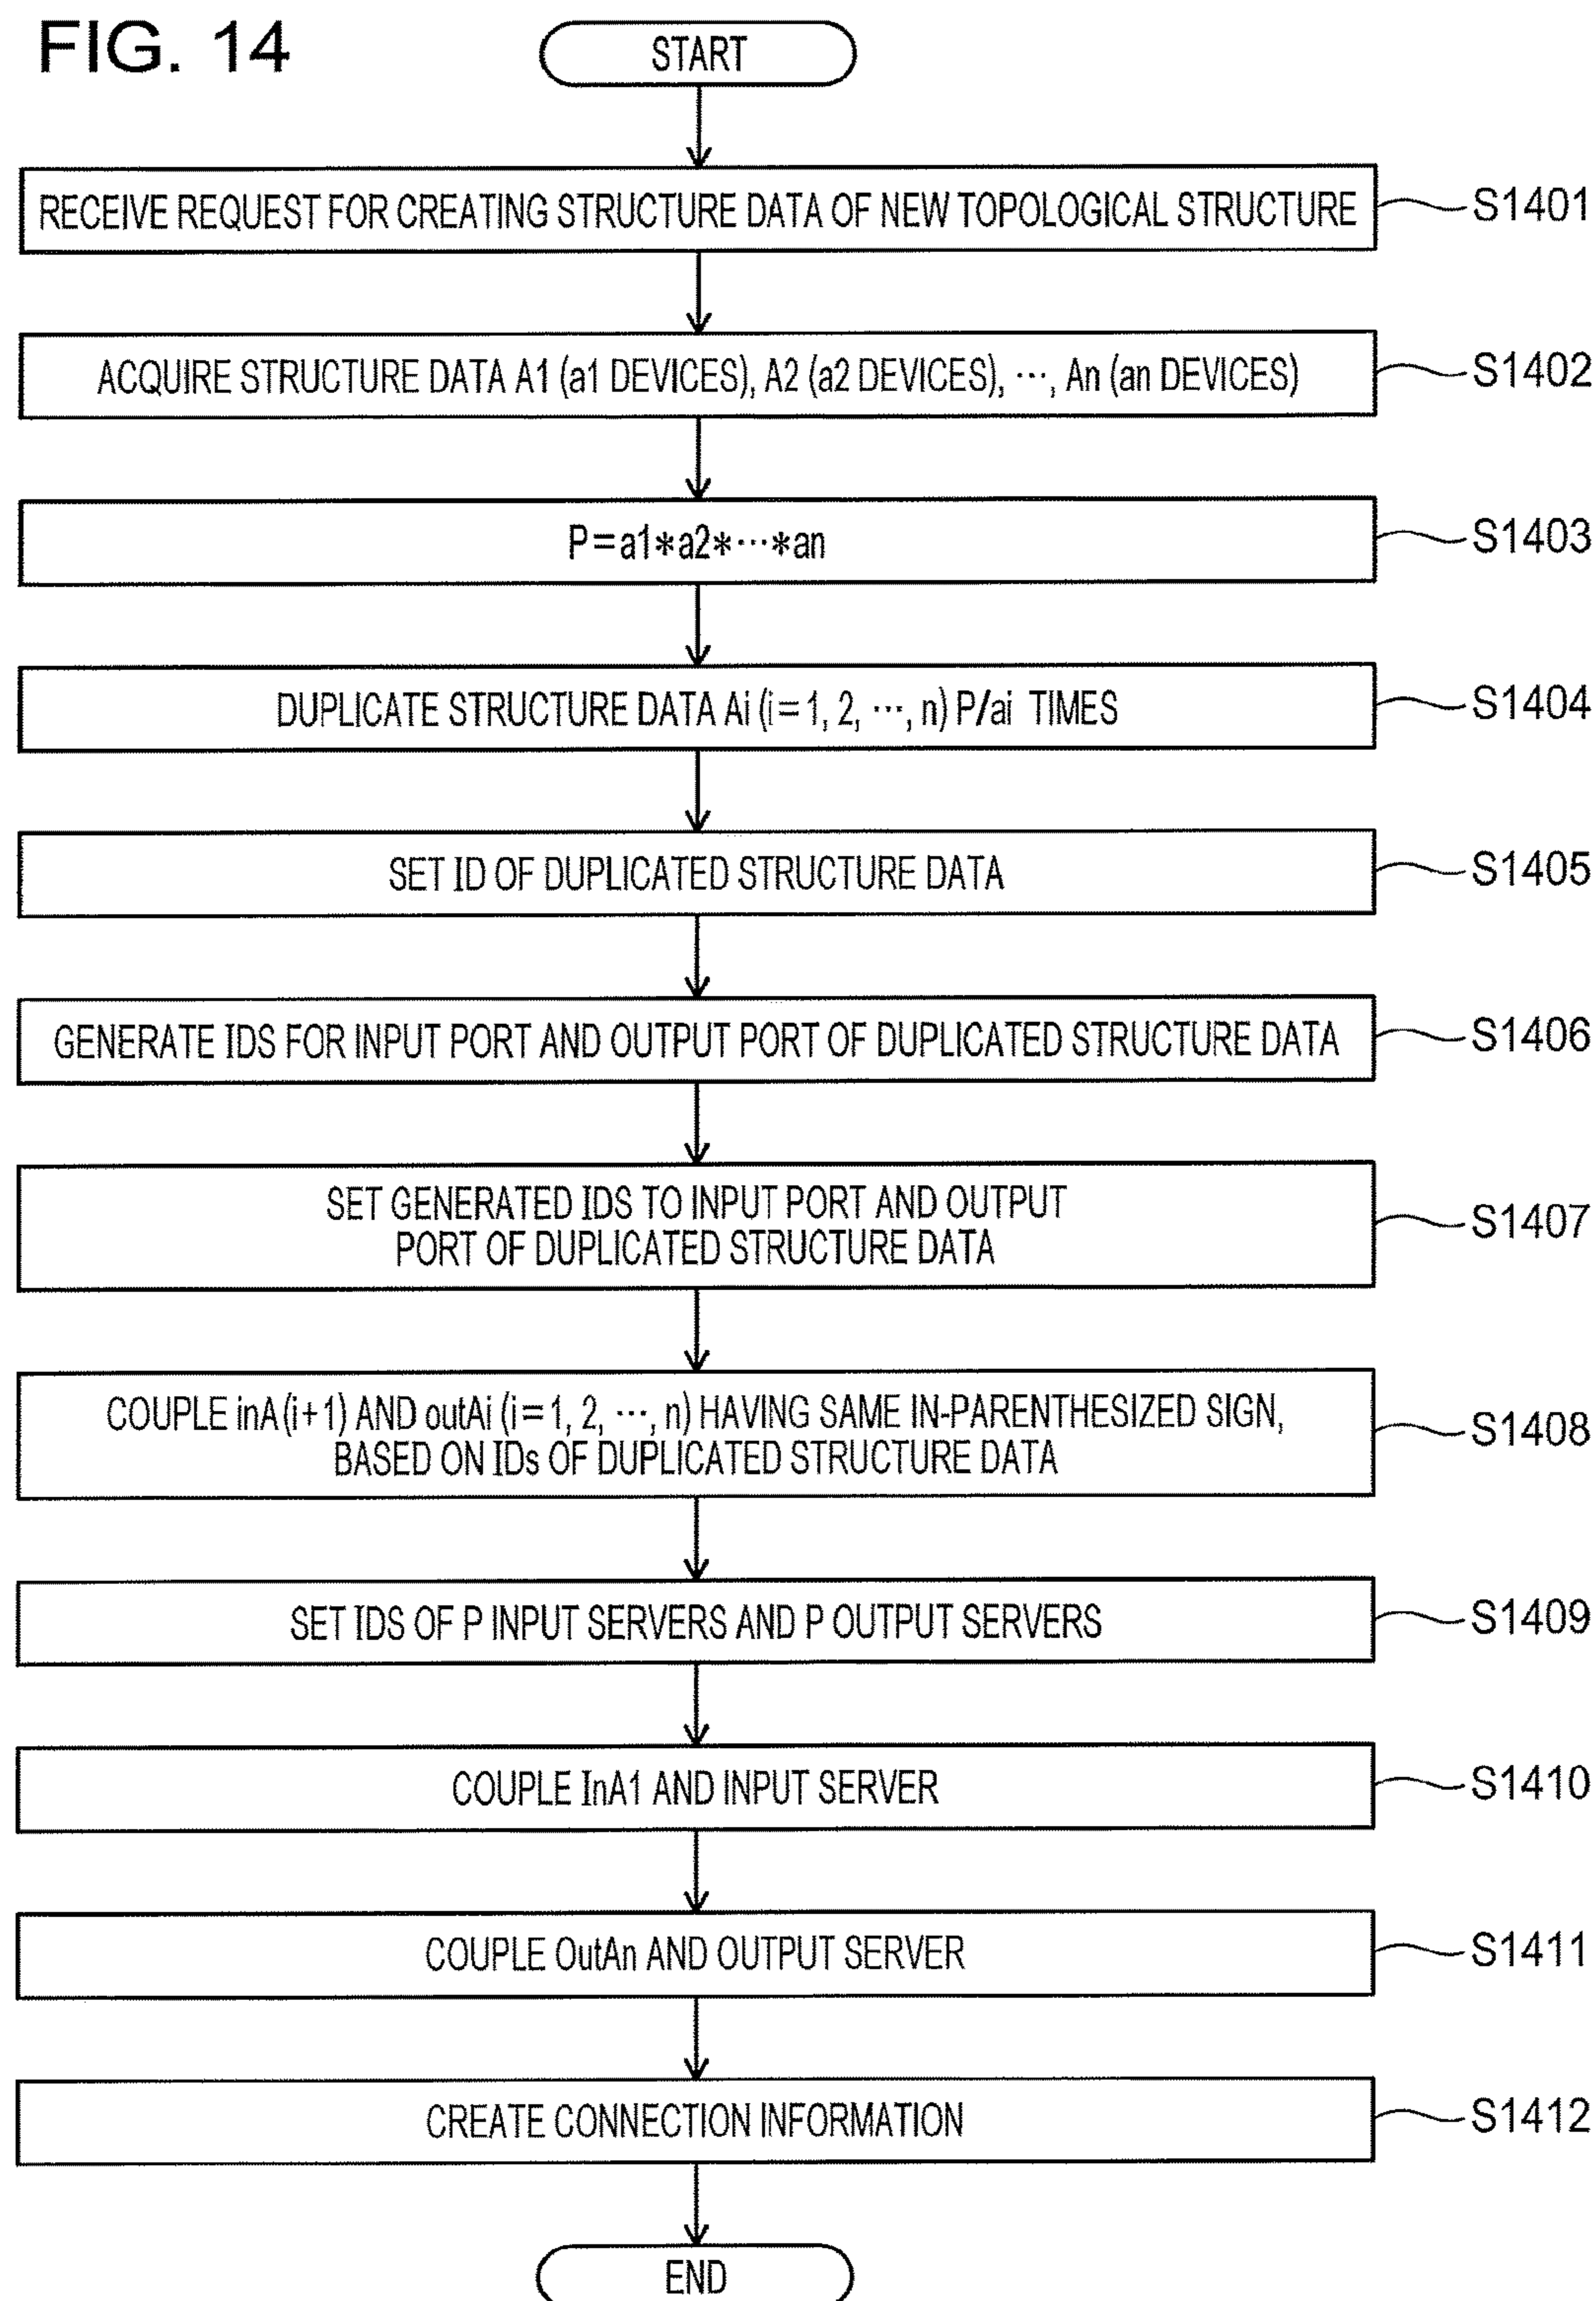 FIG. 14
START
RECEIVE REQUEST FOR CREATING STRUCTURE DATA OF NEW TOPOLOGICAL STRUCTURE
S1401
ACQUIRE STRUCTURE DATA A1 (a1 DEVICES), A2 (a2 DEVICES), ⋯, An (an DEVICES)
S1402
P=a1*a2*⋯*an
S1403
DUPLICATE STRUCTURE DATA Ai (i=1, 2, ⋯, n) P/ai TIMES
S1404
SET ID OF DUPLICATED STRUCTURE DATA
S1405
GENERATE IDS FOR INPUT PORT AND OUTPUT PORT OF DUPLICATED STRUCTURE DATA
S1406
SET GENERATED IDS TO INPUT PORT AND OUTPUT
PORT OF DUPLICATED STRUCTURE DATA
S1407
COUPLE inA(i+1) AND outAi (i=1, 2, ⋯, n) HAVING SAME IN-PARENTHESIZED SIGN,
BASED ON IDs OF DUPLICATED STRUCTURE DATA
S1408
SET IDS OF P INPUT SERVERS AND P OUTPUT SERVERS
S1409
COUPLE InA1 AND INPUT SERVER
S1410
COUPLE OutAn AND OUTPUT SERVER
S1411
CREATE CONNECTION INFORMATION
S1412
END